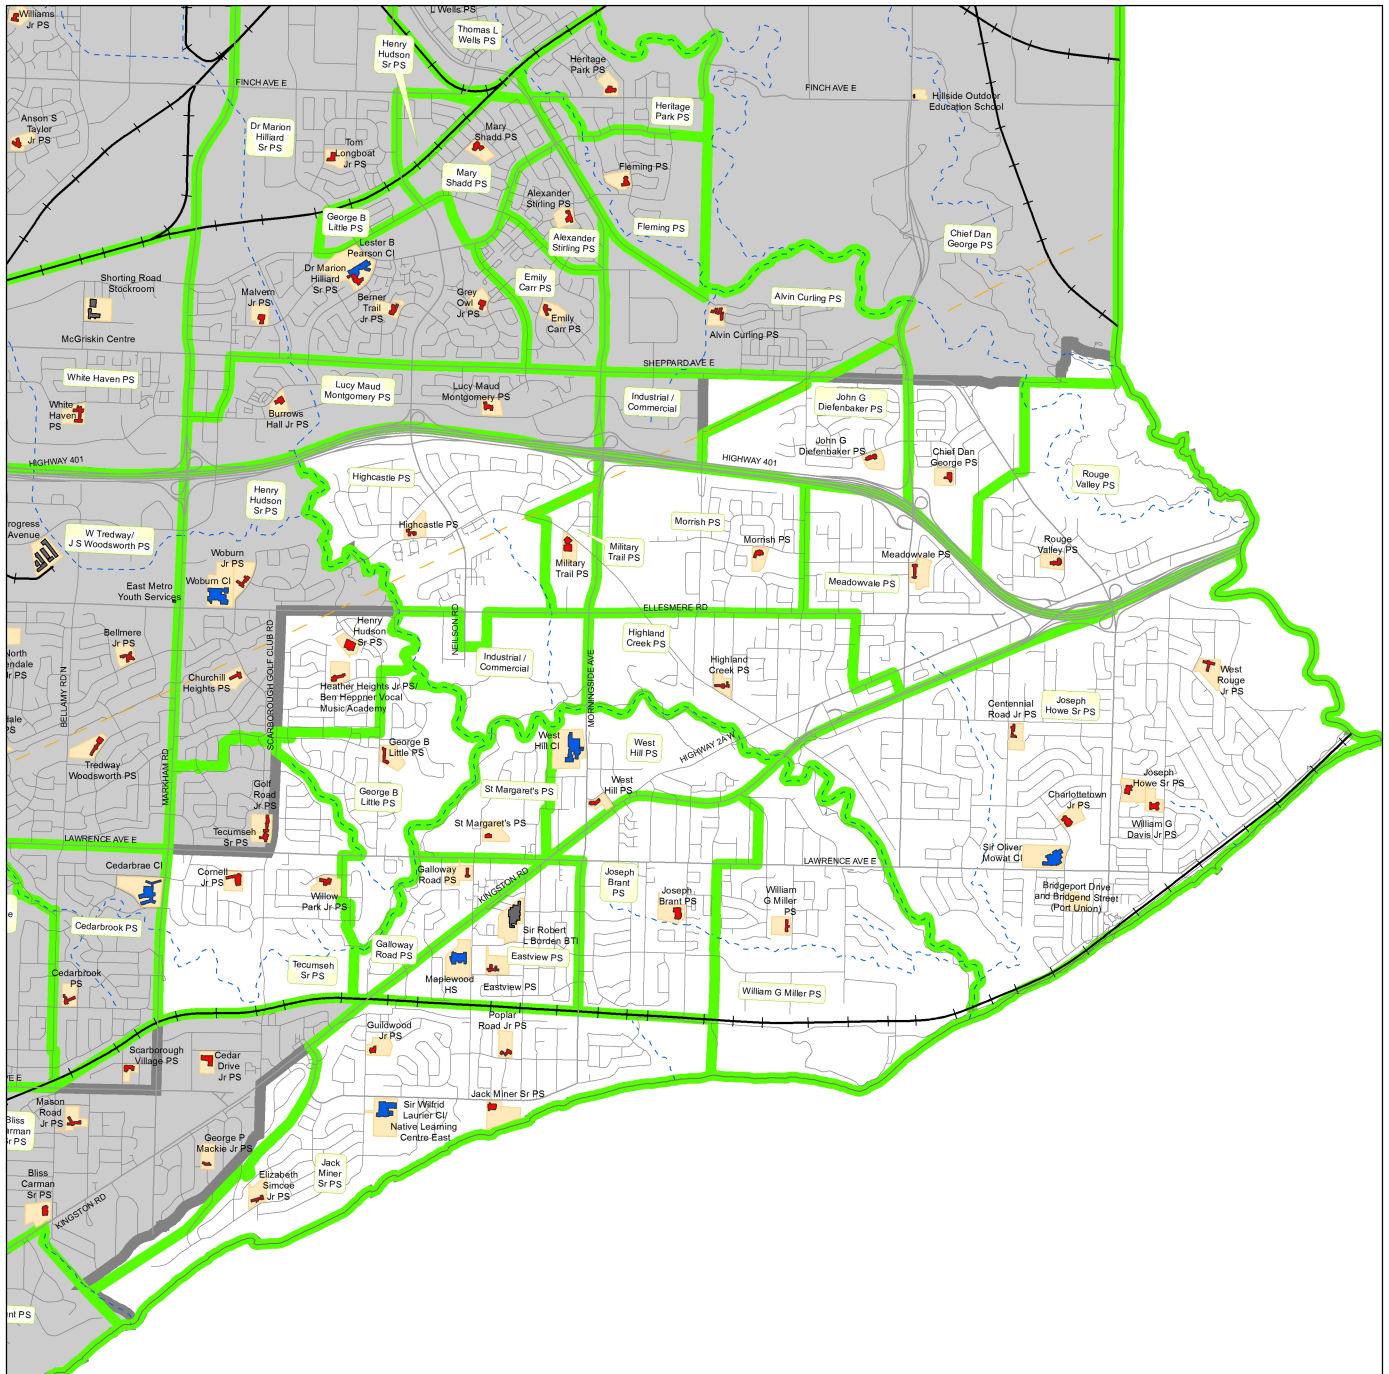 Williams
Jr PS
L Wells PS
Thomas L
Wells PS
Henry
Hudson
Sr PS
Heritage
Park PS
FINCH AVE E
FINCH AVE E
Hillside Outdoor
Education School
Heritage
Park PS
Anson S
Taylor
Jr PS
Dr Marion
Hilliard
Sr PS
Tom
Longboat
Jr PS
Mary
Shadd PS
Mary
Shadd PS
Fleming PS
Alexander
Stirling PS
George B
Little PS
Fleming PS
Chief Dan
George PS
Alexander
Stirling PS
Lester B
Pearson CI
Dr Marion
Hilliard
Sr PS
Shorting Road
Stockroom
Malvern
Jr PS
Berner
Trail
Jr PS
Grey
Owl
Jr PS
Emily
Carr PS
Emily
Carr PS
Alvin Curling PS
Alvin Curling PS
McGriskin Centre
SHEPPARD AVE E
White Haven PS
Lucy Maud
Montgomery PS
Lucy Maud
Montgomery PS
Industrial /
Commercial
John G
Diefenbaker PS
White
Haven
PS
Burrows
Hall Jr PS
John G
Diefenbaker PS
Chief Dan
George PS
HIGHWAY 401
HIGHWAY 401
Highcastle PS
Rouge
Valley PS
Henry
Hudson
Sr PS
Highcastle PS
Morrish PS
Morrish PS
rogress
Avenue
W Tredway/
J S Woodsworth PS
Military
Trail PS
Military
Trail PS
Rouge
Valley PS
Woburn
Jr PS
Woburn CI
East Metro
Youth Services
Meadowvale PS
Meadowvale PS
ELLESMERE RD
NEILSON RD
Henry
Hudson
Sr PS
Bellmere
Jr PS
North
endale
Jr PS
Highland
Creek PS
Industrial /
Commercial
Highland
Creek PS
SCARBOROUGH GOLF CLUB RD
BELLAMY RD N
Churchill
Heights PS
Heather Heights Jr PS/
Ben Heppner Vocal
Music Academy
MORNINGSIDE AVE
West
Rouge
Jr PS
Centennial
Road Jr PS
Joseph
Howe Sr PS
dale
PS
Tredway
Woodsworth PS
MARKHAM RD
George B
Little PS
West
Hill CI
West
Hill PS
HIGHWAY 2A W
West
Hill PS
Golf
Road
Jr PS
George B
Little PS
St Margaret's PS
Joseph
Howe Sr PS
Charlottetown
Jr PS
William G
Davis Jr PS
Tecumseh
Sr PS
St Margaret's PS
LAWRENCE AVE E
LAWRENCE AVE E
Sir Oliver
Mowat CI
Cedarbrae CI
Cornell
Jr PS
Willow
Park Jr PS
Galloway
Road PS
KINGSTON RD
Joseph
Brant
PS
Joseph
Brant PS
William
G Miller
PS
Bridgeport Drive
and Bridgend Street
(Port Union)
e
Cedarbrook PS
Sir Robert
L Borden BTI
Galloway
Road PS
Eastview PS
Tecumseh
Sr PS
Maplewood
HS
Eastview PS
Cedarbrook
PS
William G Miller PS
Guildwood
Jr PS
Poplar
Road Jr PS
Scarborough
Village PS
Cedar
Drive
Jr PS
VE E
Mason
Road
Jr PS
Jack Miner Sr PS
Sir Wilfrid
Laurier CI/
Native Learning
Centre East
Bliss
arman
Sr PS
George P
Mackie Jr PS
Jack
Miner
Sr PS
Elizabeth
Simcoe
Jr PS
Bliss
Carman
Sr PS
KINGSTON RD
nt PS